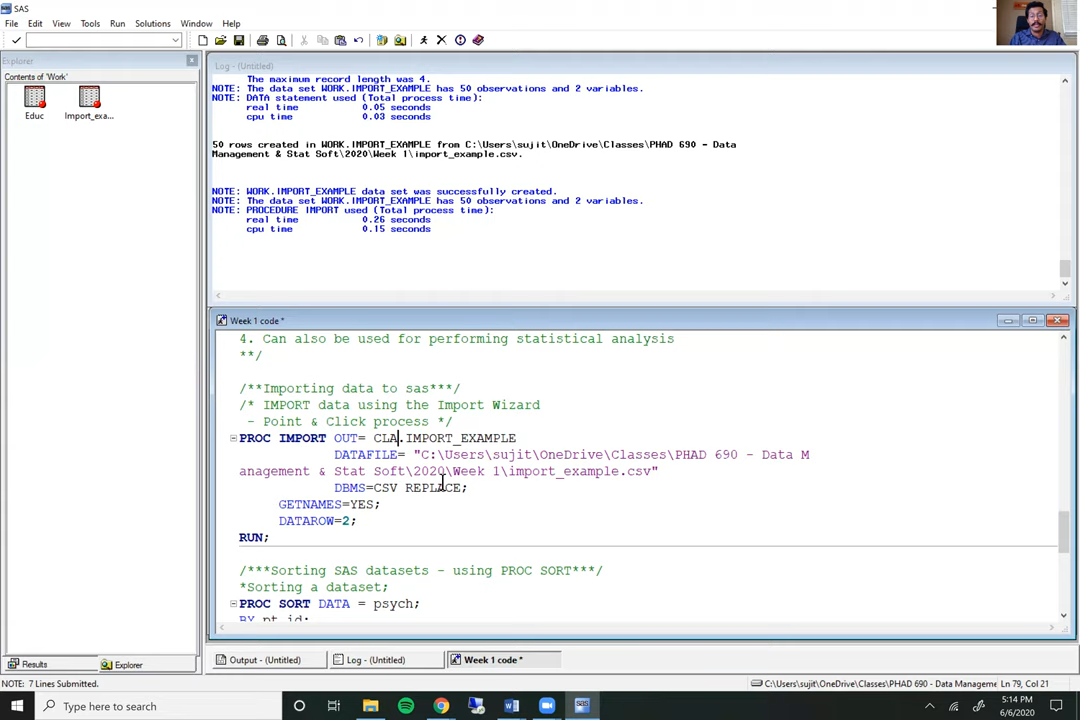 SAS
File Edit View Tools Run Solutions Window Help
Explorer
Contents of 'Work'
Educ
Import_exa...
Log - (Untitled)
The maximum record length was 4.
NOTE: The data set WORK.IMPORT_EXAMPLE has 50 observations and 2 variables.
NOTE: DATA statement used (Total process time):
real time 0.05 seconds
cpu time 0.03 seconds
50 rows created in WORK.IMPORT_EXAMPLE from C:\Users\sujit\OneDrive\Classes\PHAD 690 - Data
Management & Stat Soft\2020\Week 1\import_example.csv.
NOTE: WORK.IMPORT_EXAMPLE data set was successfully created.
NOTE: The data set WORK.IMPORT_EXAMPLE has 50 observations and 2 variables.
NOTE: PROCEDURE IMPORT used (Total process time):
real time 0.26 seconds
cpu time 0.15 seconds
Week 1 code *
4. Can also be used for performing statistical analysis
**/
/**Importing data to sas***/
/* IMPORT data using the Import Wizard
- Point & Click process */
PROC IMPORT OUT= CLA.IMPORT_EXAMPLE
DATAFILE= "C:\Users\sujit\OneDrive\Classes\PHAD 690 - Data M
anagement & Stat Soft\2020\Week 1\import_example.csv"
DBMS=CSV REPLACE;
GETNAMES=YES;
DATAROW=2;
RUN;
/***Sorting SAS datasets - using PROC SORT***/
*Sorting a dataset;
PROC SORT DATA = psych;
BY pt_id;
Results
Explorer
Output - (Untitled)
Log - (Untitled)
Week 1 code *
NOTE: 7 Lines Submitted.
C:\Users\sujit\OneDrive\Classes\PHAD 690 - Data Manageme
Ln 79, Col 21
Type here to search
5:14 PM
6/6/2020